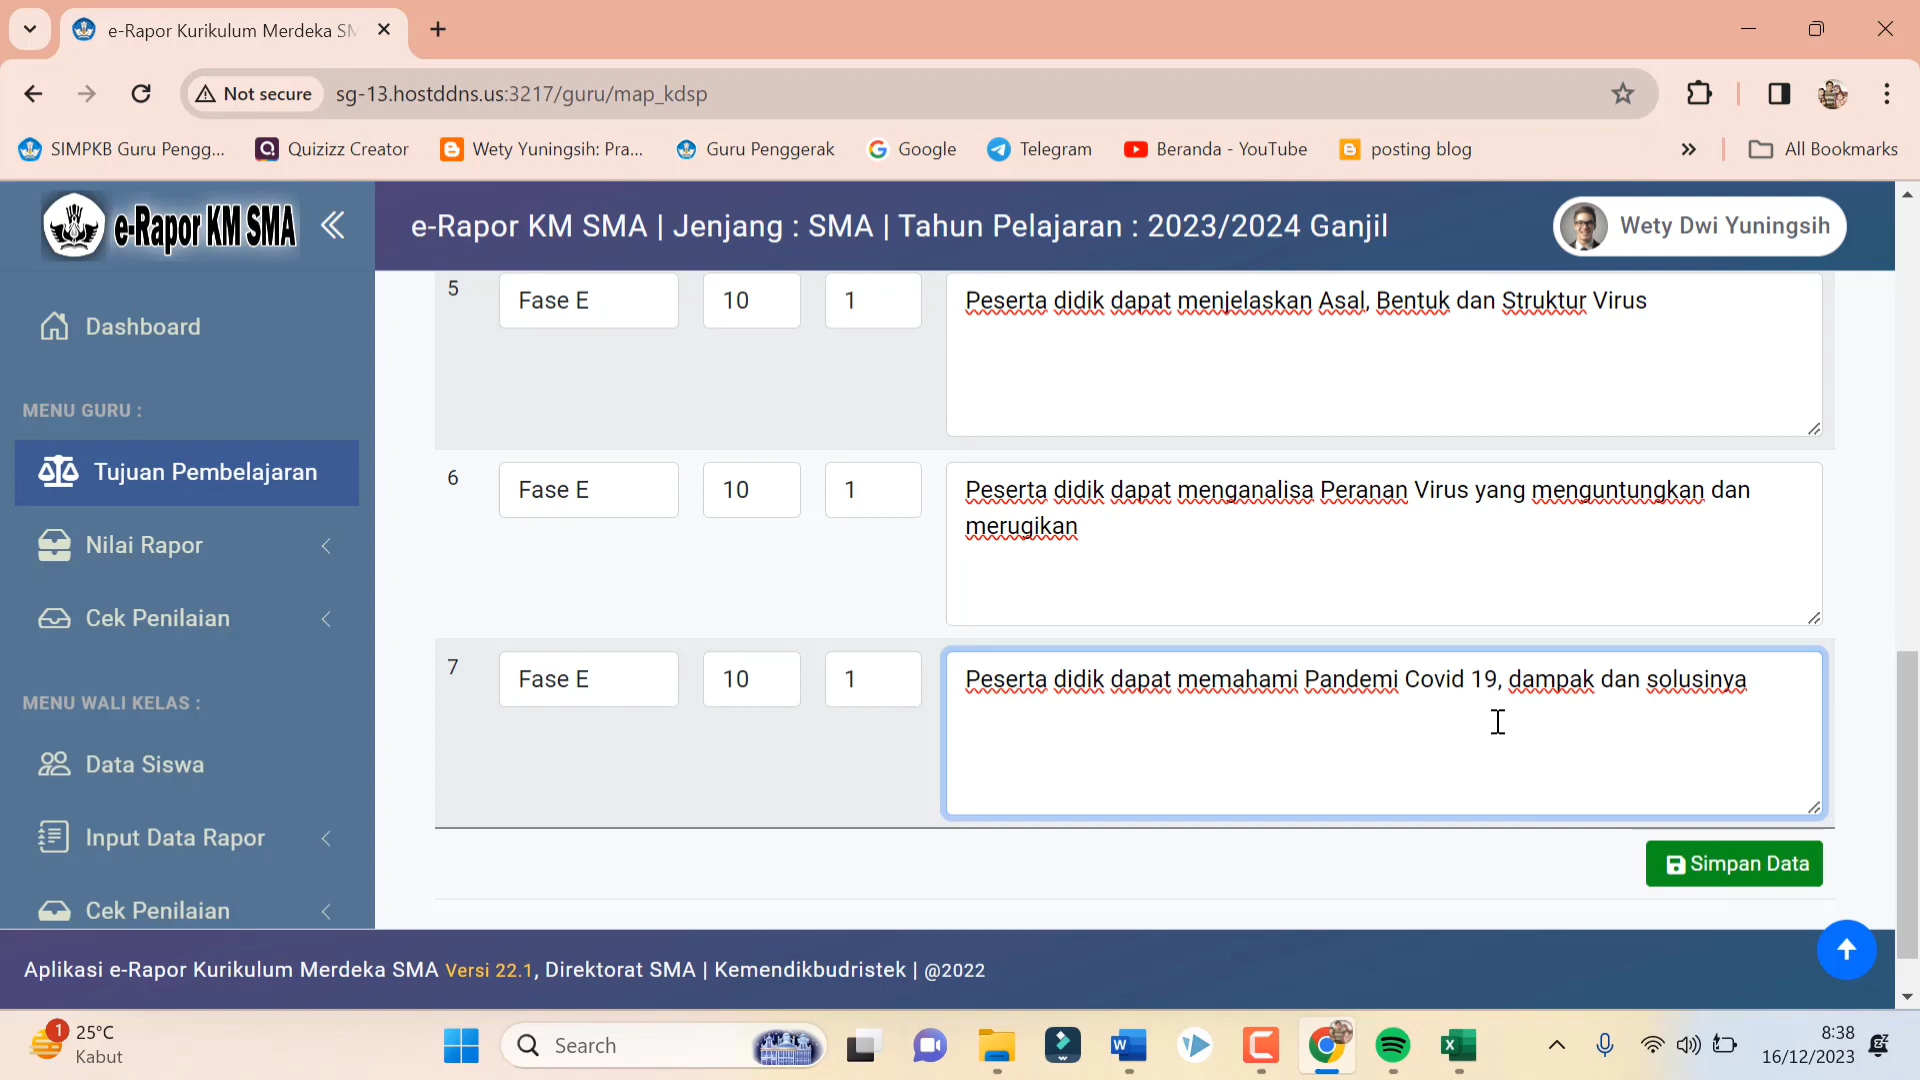 e-Rapor Kurikulum Merdeka SM
Not secure
sg-13.hostddns.us:3217/guru/map_kdsp
SIMPKB Guru Pengg...
Quizizz Creator
Wety Yuningsih: Pra...
Guru Penggerak
Google
Telegram
Beranda - YouTube
posting blog
All Bookmarks
e-Rapor KM SMA
e-Rapor KM SMA | Jenjang : SMA | Tahun Pelajaran : 2023/2024 Ganjil
Wety Dwi Yuningsih
Dashboard
MENU GURU :
Tujuan Pembelajaran
Nilai Rapor
Cek Penilaian
MENU WALI KELAS :
Data Siswa
Input Data Rapor
Cek Penilaian
5 Fase E 10 1 Peserta didik dapat menjelaskan Asal, Bentuk dan Struktur Virus
6 Fase E 10 1 Peserta didik dapat menganalisa Peranan Virus yang menguntungkan dan
merugikan
7 Fase E 10 1 Peserta didik dapat memahami Pandemi Covid 19, dampak dan solusinya
Simpan Data
Aplikasi e-Rapor Kurikulum Merdeka SMA Versi 22.1, Direktorat SMA | Kemendikbudristek | @2022
1
25°C
Kabut
Search
8:38
16/12/2023